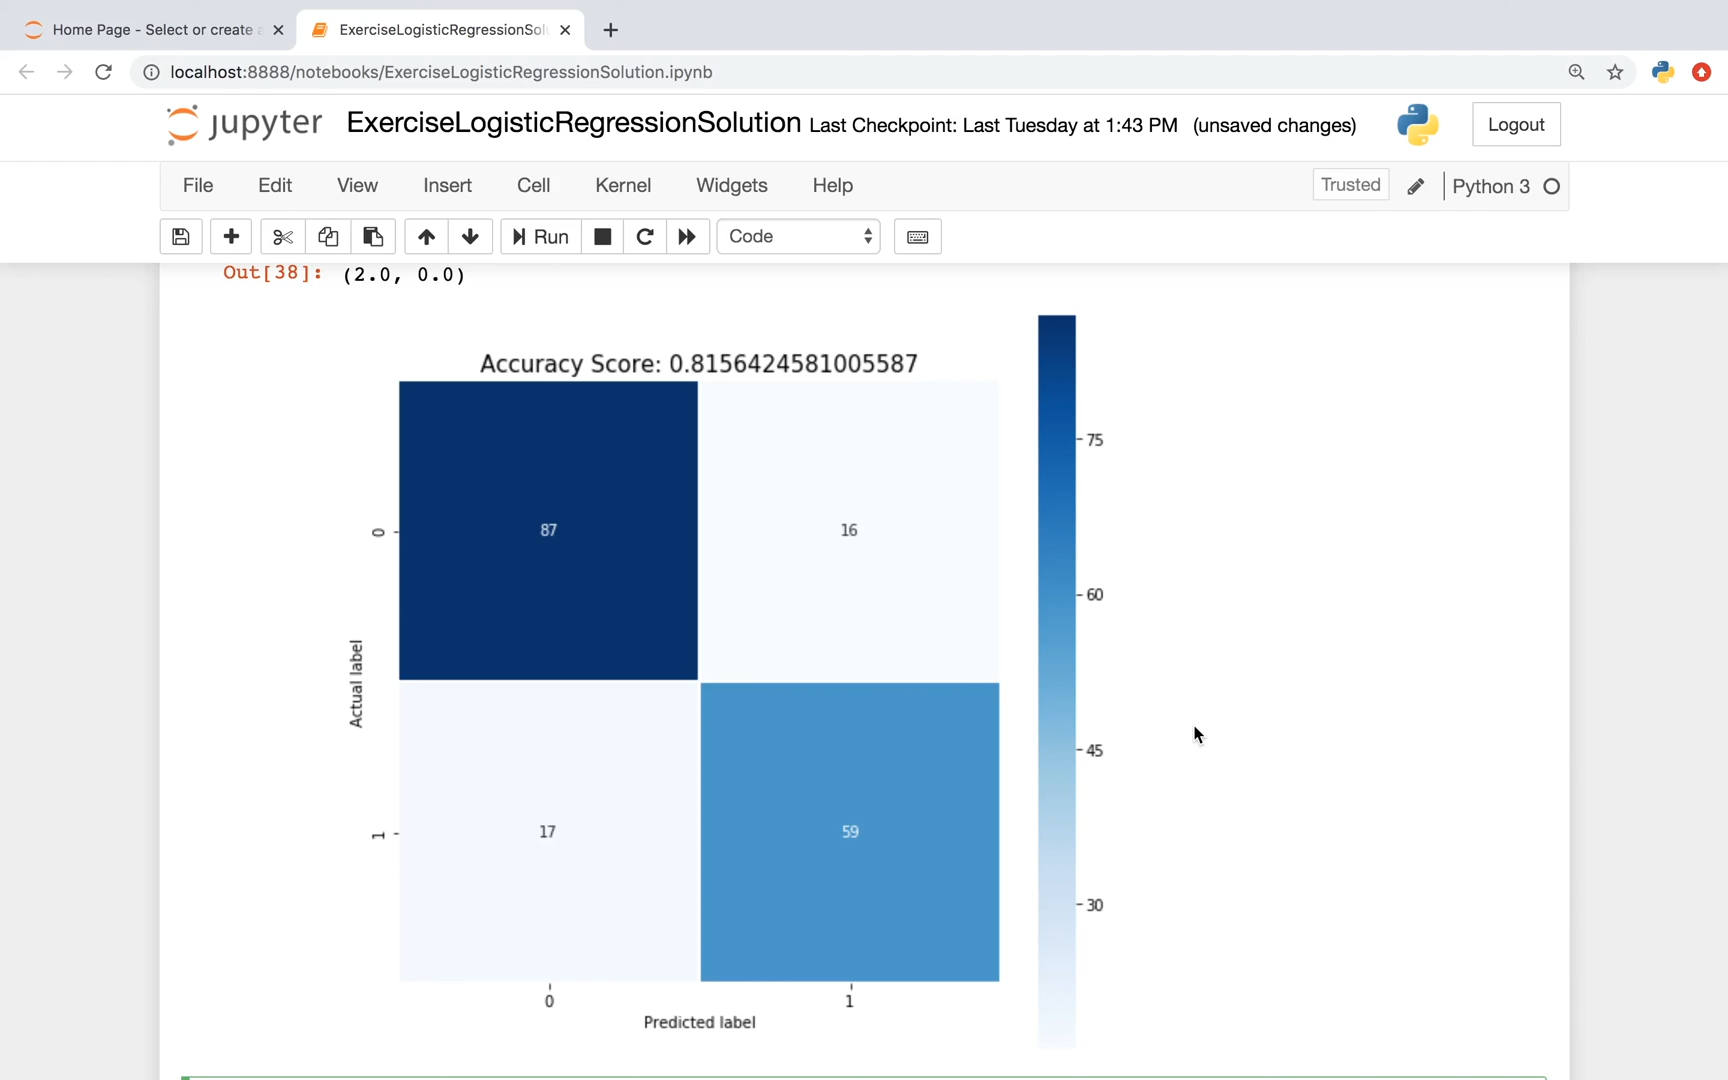 Home Page - Select or create a
ExerciseLogisticRegressionSol
localhost:8888/notebooks/ExerciseLogisticRegressionSolution.ipynb
jupyter ExerciseLogisticRegressionSolution Last Checkpoint: Last Tuesday at 1:43 PM (unsaved changes)
Logout
File Edit View Insert Cell Kernel Widgets Help
Trusted
Python 3
Run
Code
Out[38]: (2.0, 0.0)
Accuracy Score: 0.8156424581005587
75
87
16
0
60
Actual label
45
17
59
1
30
0
1
Predicted label